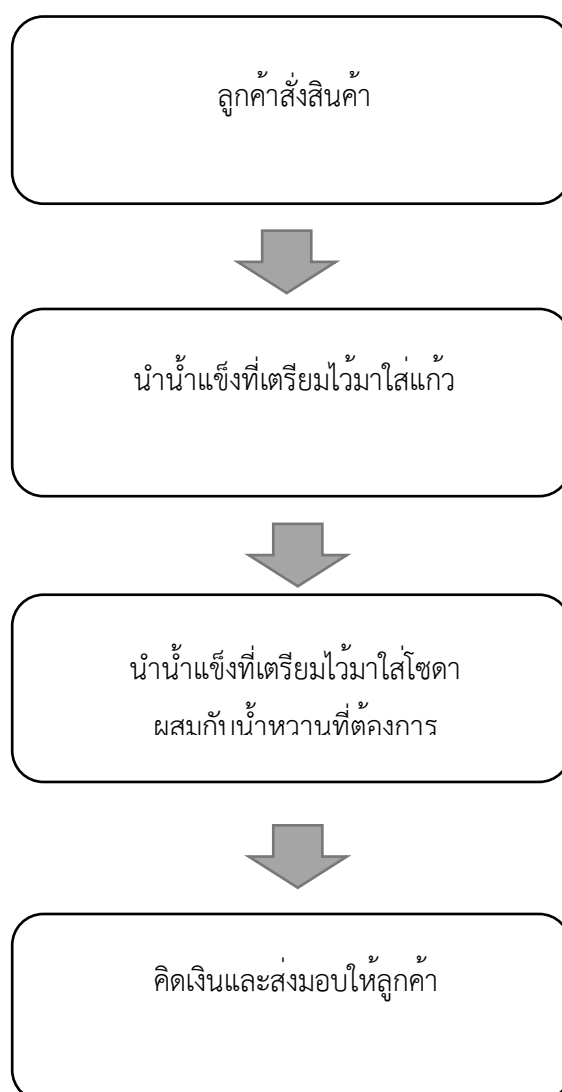 ลูกค้าสั่งสินค้า
นำน้ำแข็งที่เตรียมไว้มาใส่แก้ว
นำน้ำแข็งที่เตรียมไว้มาใส่โซดา
ผสมกับน้ำหวานที่ต้องการ
คิดเงินและส่งมอบให้ลูกค้า